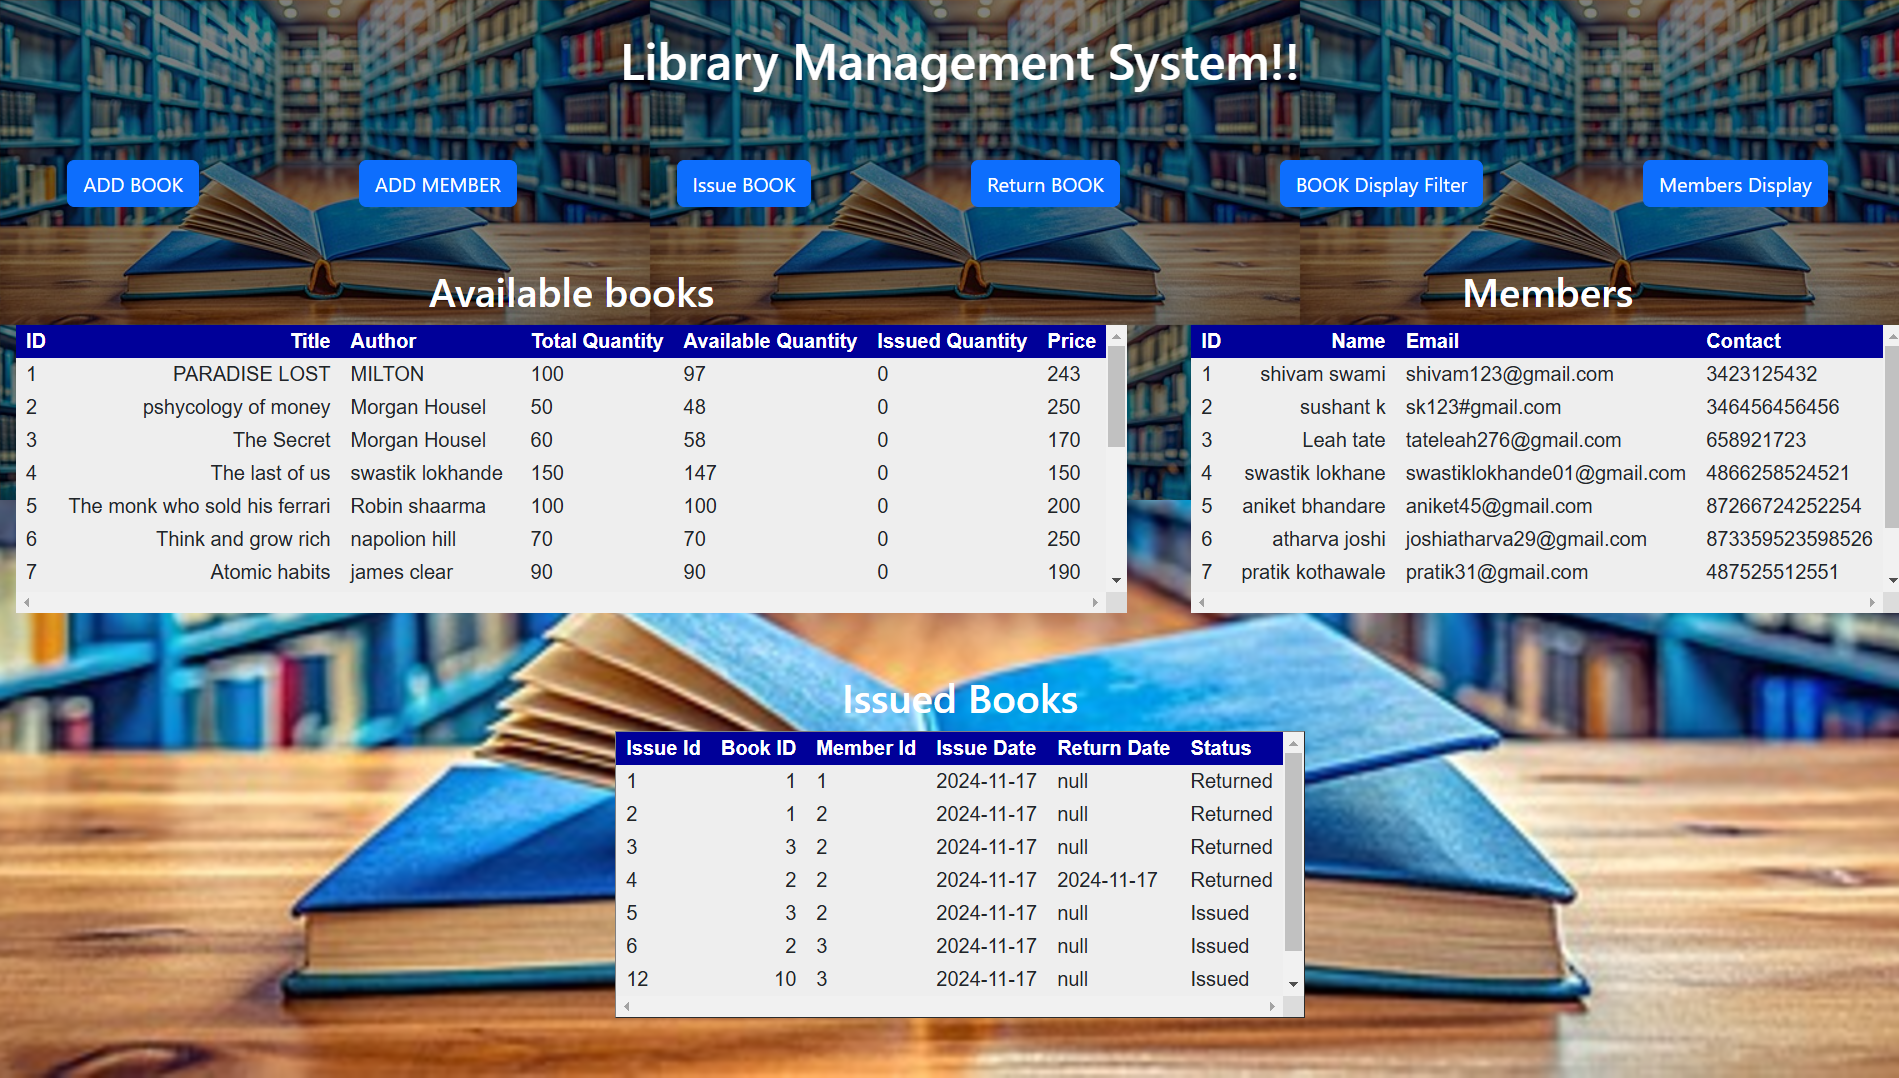 Library Management System!!
ADD BOOK ADD MEMBER Issue BOOK Return BOOK BOOK Display Filter Members Display
Available books
ID Title Author Total Quantity Available Quantity Issued Quantity Price
1 PARADISE LOST MILTON 100 97 0 243
2 pshycology of money Morgan Housel 50 48 0 250
3 The Secret Morgan Housel 60 58 0 170
4 The last of us swastik lokhande 150 147 0 150
5 The monk who sold his ferrari Robin shaarma 100 100 0 200
6 Think and grow rich napolion hill 70 70 0 250
7 Atomic habits james clear 90 90 0 190
Members
ID Name Email Contact
1 shivam swami shivam123@gmail.com 3423125432
2 sushant k sk123#gmail.com 346456456456
3 Leah tate tateleah276@gmail.com 658921723
4 swastik lokhane swastiklokhande01@gmail.com 4866258524521
5 aniket bhandare aniket45@gmail.com 87266724252254
6 atharva joshi joshiatharva29@gmail.com 873359523598526
7 pratik kothawale pratik31@gmail.com 487525512551
Issued Books
Issue Id Book ID Member Id Issue Date Return Date Status
1 1 1 2024-11-17 null Returned
2 1 2 2024-11-17 null Returned
3 3 2 2024-11-17 null Returned
4 2 2 2024-11-17 2024-11-17 Returned
5 3 2 2024-11-17 null Issued
6 2 3 2024-11-17 null Issued
12 10 3 2024-11-17 null Issued